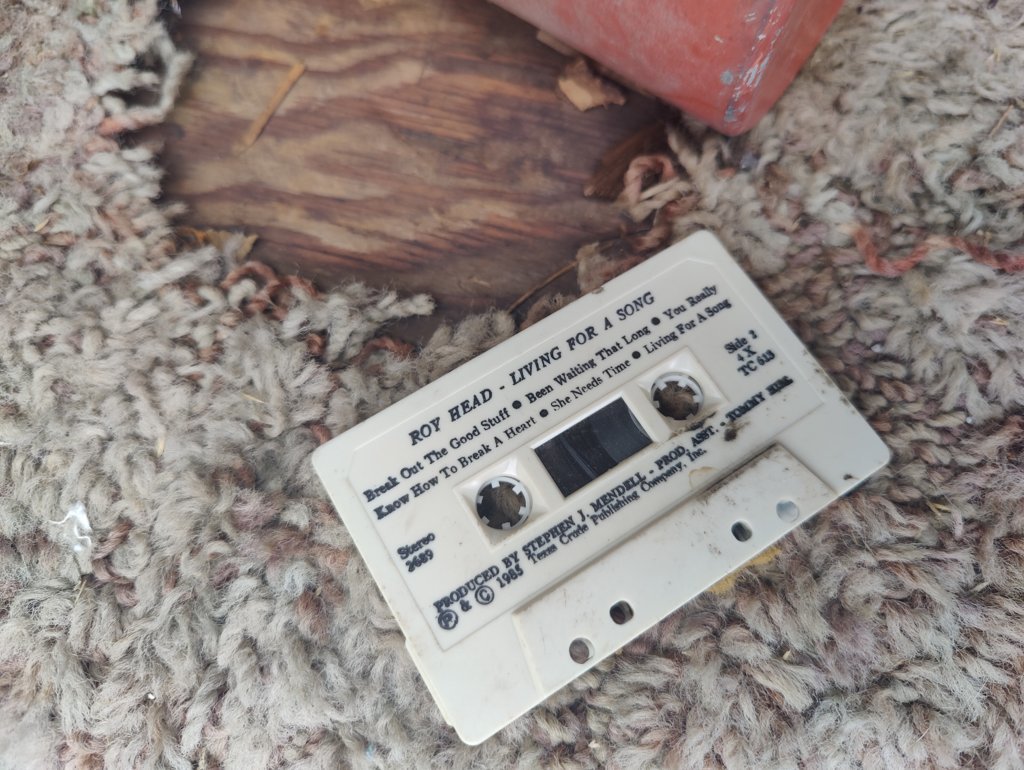 ROY HEAD - LIVING FOR A SONG
Break Out The Good Stuff ● Been Waiting That Long ● You Really
Know How To Break A Heart ● She Needs Time ● Living For A Song
Stereo
2689
Side 2
4 X
TC 613
PRODUCED BY STEPHEN J. MENDELL - PROD. ASST. - TOMMY
Ⓟ & © 1985 Texas Crude Publishing Company, Inc.